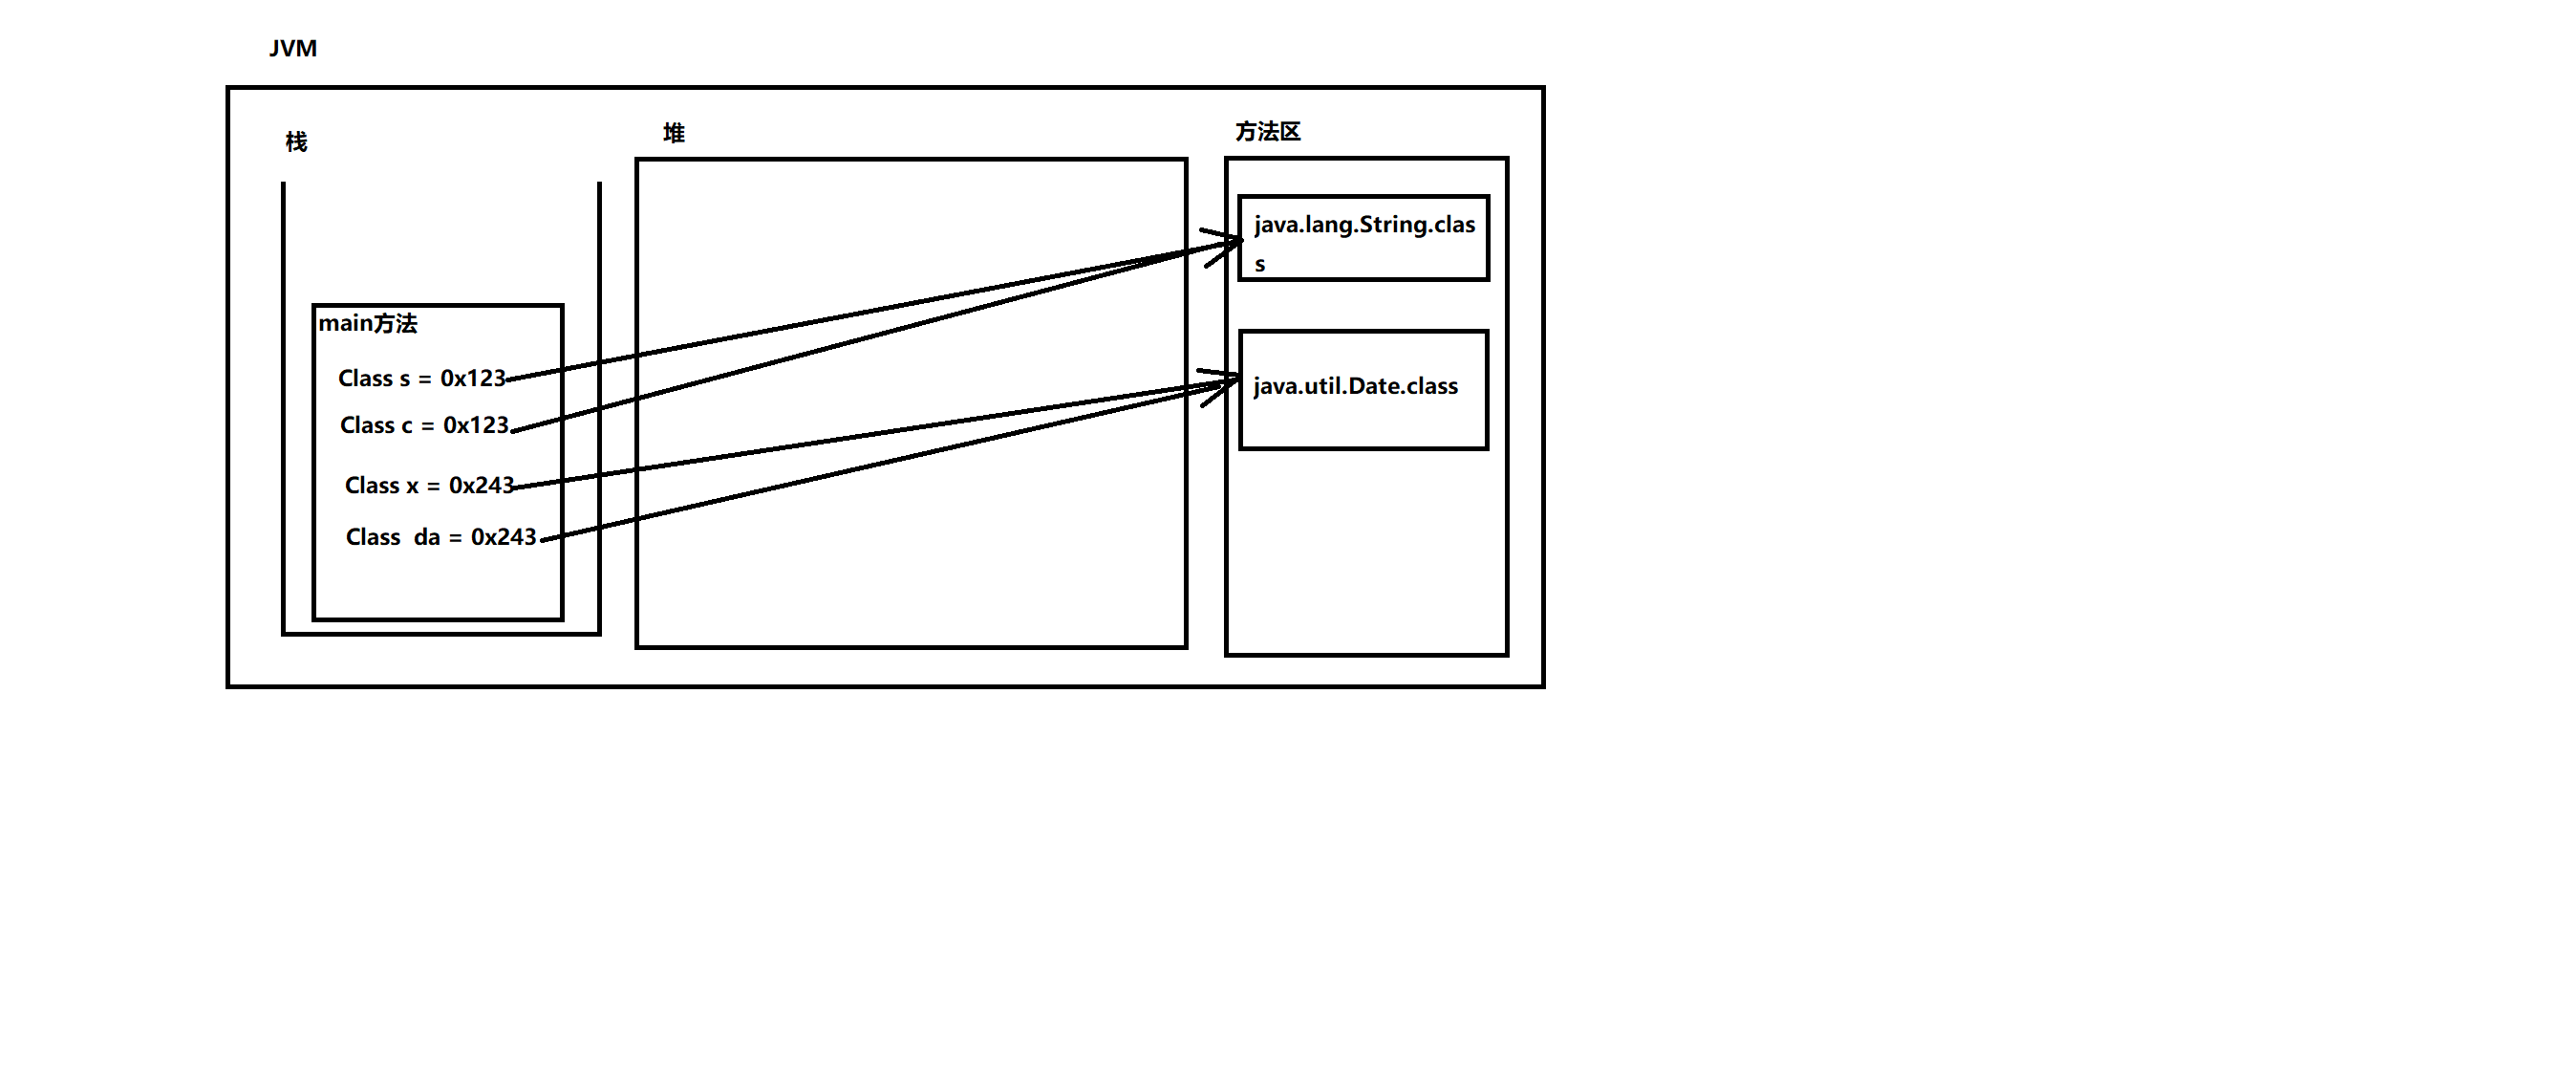 JVM
栈
堆
方法区
main方法
Class s = 0x123
Class c = 0x123
Class x = 0x243
Class  da = 0x243
java.lang.String.clas
s
java.util.Date.class